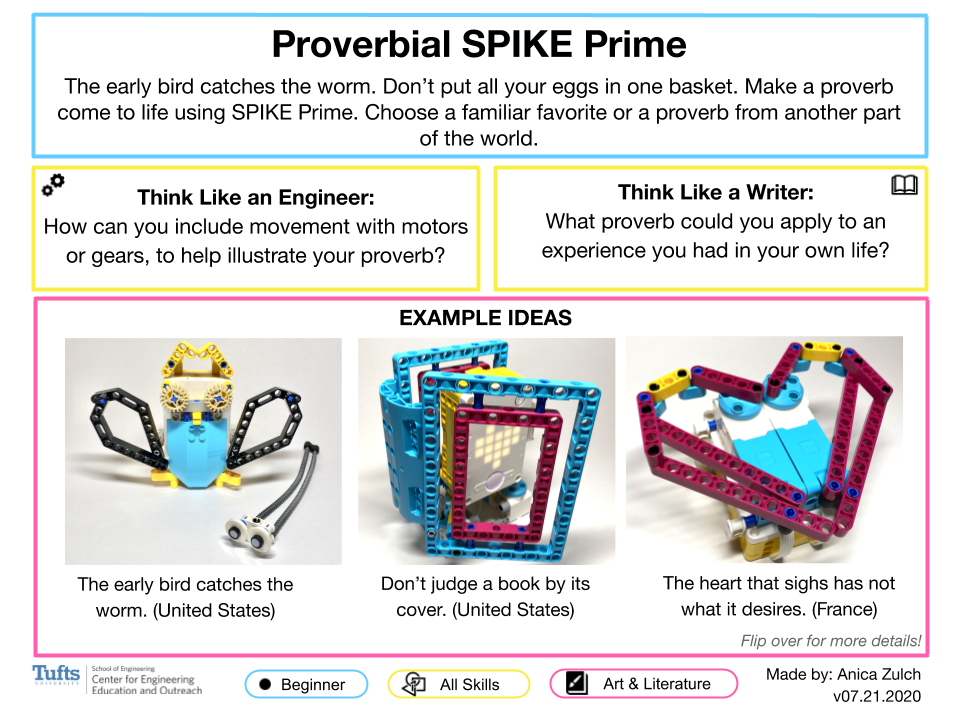 Proverbial SPIKE Prime
The early bird catches the worm. Don’t put all your eggs in one basket. Make a proverb
come to life using SPIKE Prime. Choose a familiar favorite or a proverb from another part
of the world.
Think Like an Engineer:
How can you include movement with motors
or gears, to help illustrate your proverb?
Think Like a Writer:
What proverb could you apply to an
experience you had in your own life?
EXAMPLE IDEAS
The early bird catches the
worm. (United States)
Don’t judge a book by its
cover. (United States)
The heart that sighs has not
what it desires. (France)
Flip over for more details!
Tufts
UNIVERSITY
School of Engineering
Center for Engineering
Education and Outreach
Beginner
All Skills
Art & Literature
Made by: Anica Zulch
v07.21.2020